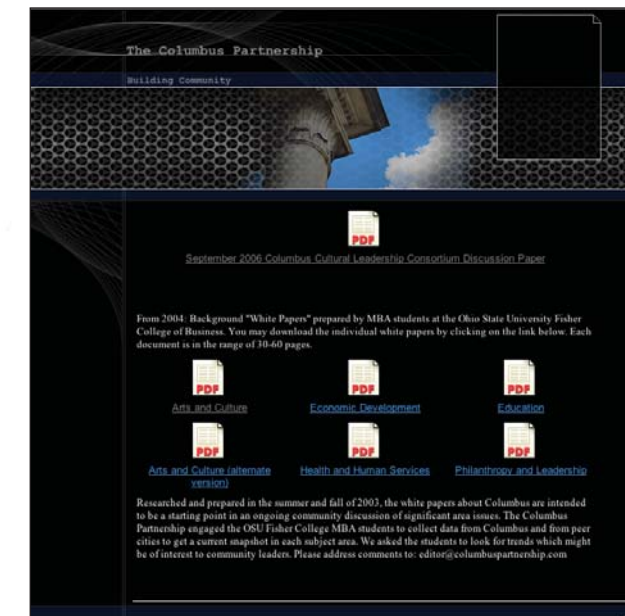 The Columbus Partnership
Building Community
PDF
September 2006 Columbus Cultural Leadership Consortium Discussion Paper
From 2004: Background "White Papers" prepared by MBA students at the Ohio State University Fisher
College of Business. You may download the individual white papers by clicking on the link below. Each
document is in the range of 30-60 pages.
PDF PDF PDF
Arts and Culture Economic Development Education
PDF PDF PDF
Arts and Culture (alternate Health and Human Services Philanthropy and Leadership
version)
Researched and prepared in the summer and fall of 2003, the white papers about Columbus are intended
to be a starting point in an ongoing community discussion of significant area issues. The Columbus
Partnership engaged the OSU Fisher College MBA students to collect data from Columbus and from peer
cities to get a current snapshot in each subject area. We asked the students to look for trends which might
be of interest to community leaders. Please address comments to: editor@columbuspartnership.com